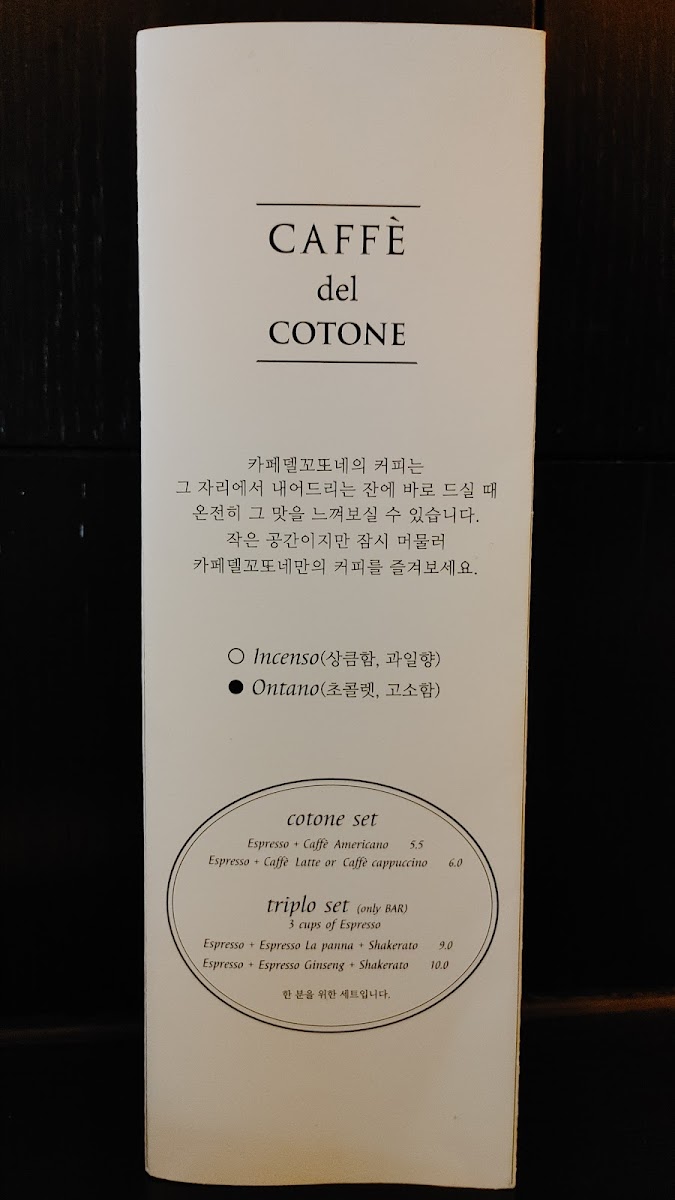 CAFFÈ
del
COTONE
카페델꼬또네의 커피는
그 자리에서 내어드리는 잔에 바로 드실 때
온전히 그 맛을 느껴보실 수 있습니다.
작은 공간이지만 잠시 머물러
카페델꼬또네만의 커피를 즐겨보세요.
○ Incenso(상큼함, 과일향)
● Ontano(초콜렛, 고소함)
cotone set
Espresso + Caffè Americano 5.5
Espresso + Caffè Latte or Caffè cappuccino 6.0
triplo set (only BAR)
3 cups of Espresso
Espresso + Espresso La panna + Shakerato 9.0
Espresso + Espresso Ginseng + Shakerato 10.0
한 분을 위한 세트입니다.